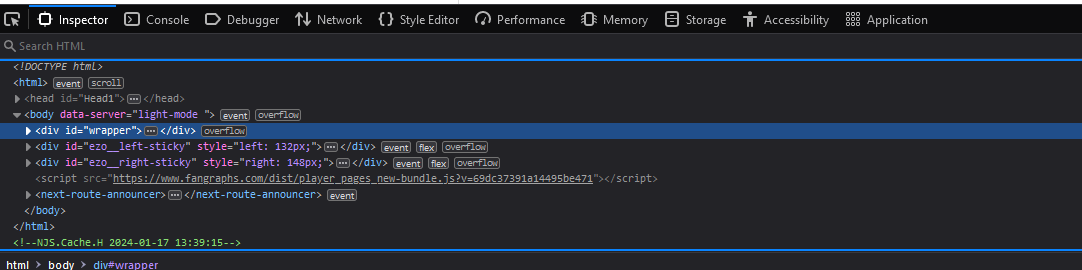 Inspector Console Debugger Network Style Editor Performance Memory Storage Accessibility Application
Search HTML
<!DOCTYPE html>
<html> event scroll
<head id="Head1"> ••• </head>
<body data-server="light-mode "> event overflow
<div id="wrapper"> ••• </div> overflow
<div id="ezo__left-sticky" style="left: 132px;"> ••• </div> event flex overflow
<div id="ezo__right-sticky" style="right: 148px;"> ••• </div> event flex overflow
<script src="https://www.fangraphs.com/dist/player_pages_new-bundle.js?v=69dc37391a14495be471"></script>
<next-route-announcer> ••• </next-route-announcer> event
</body>
</html>
<!--NJS.Cache.H 2024-01-17 13:39:15-->
html > body > div#wrapper